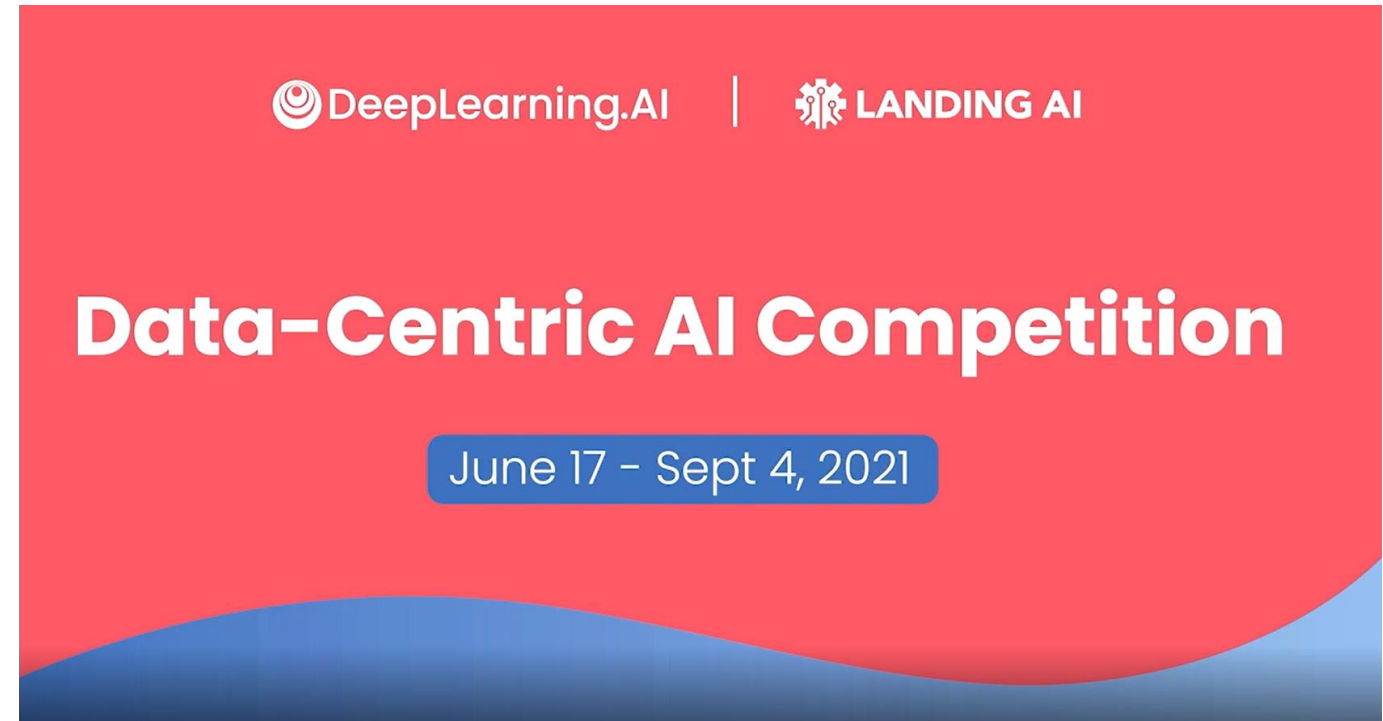 DeepLearning.AI | LANDING AI
Data-Centric AI Competition
June 17 - Sept 4, 2021